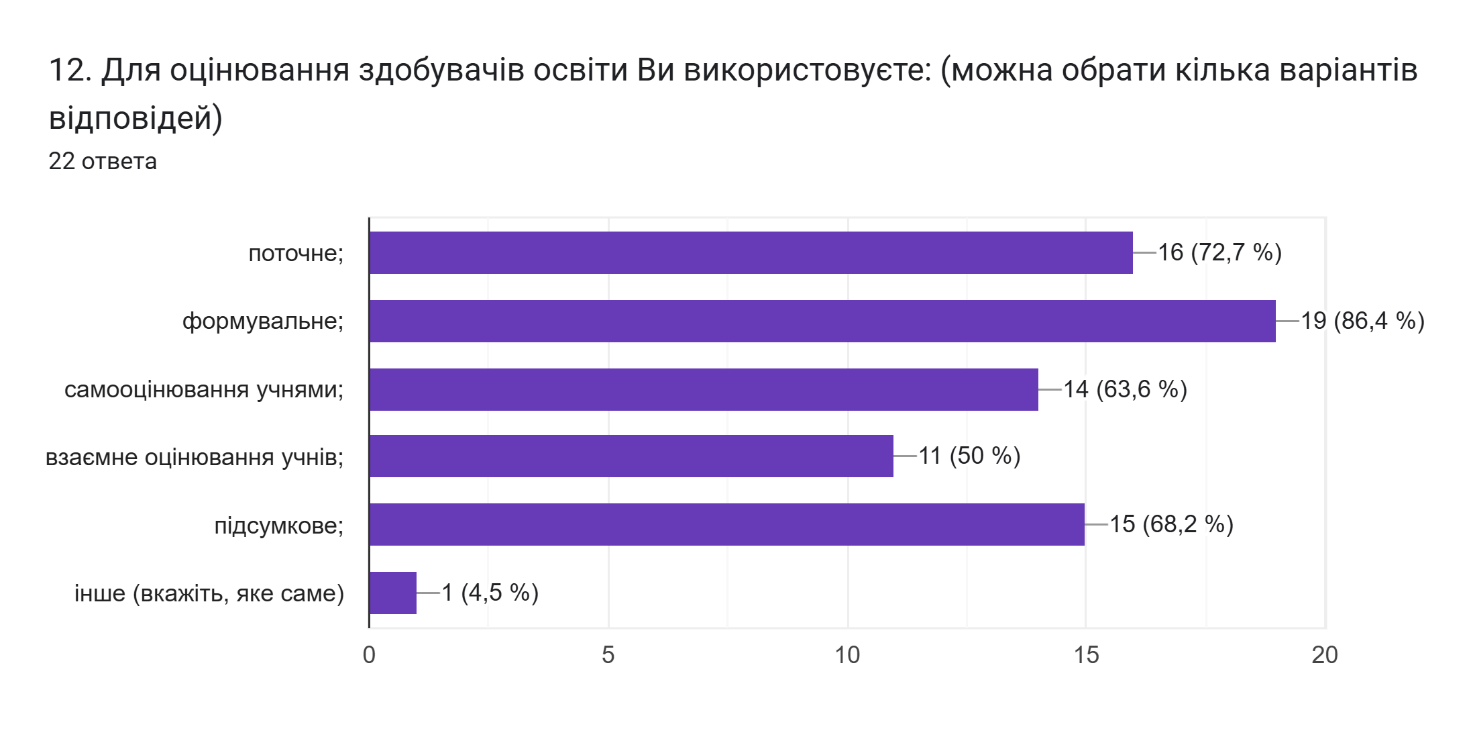 12. Для оцінювання здобувачів освіти Ви використовуєте: (можна обрати кілька варіантів
відповідей)
22 ответа
поточне; 16 (72,7 %)
формувальне; 19 (86,4 %)
самооцінювання учнями; 14 (63,6 %)
взаємне оцінювання учнів; 11 (50 %)
підсумкове; 15 (68,2 %)
інше (вкажіть, яке саме) 1 (4,5 %)
0 5 10 15 20